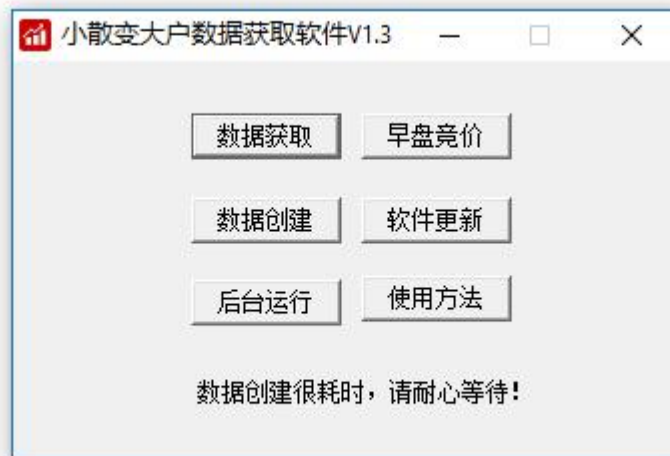 小散变大户数据获取软件V1.3
数据获取 早盘竞价
数据创建 软件更新
后台运行 使用方法
数据创建很耗时，请耐心等待！